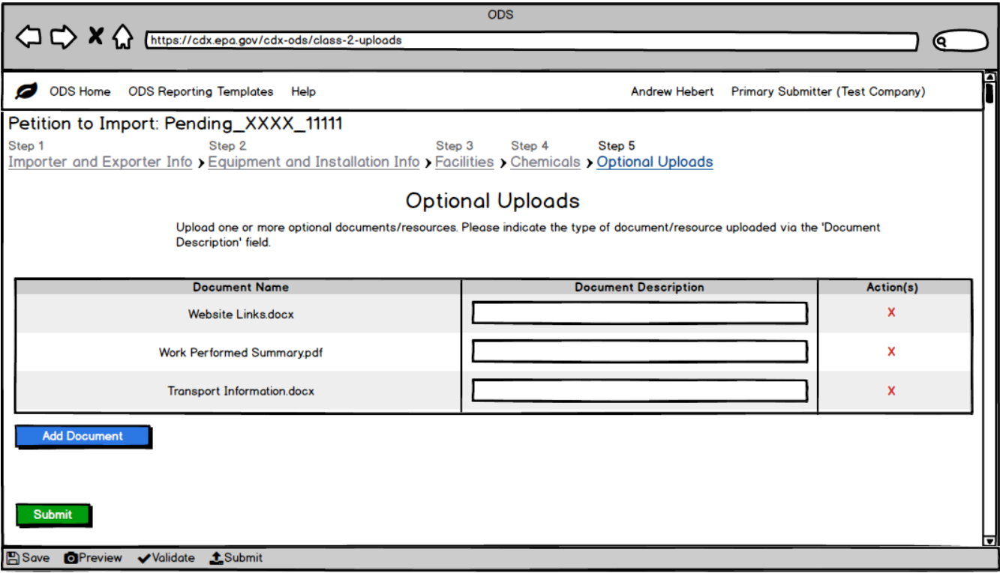 ODS
https://cdx.epa.gov/cdx-ods/class-2-uploads
ODS Home ODS Reporting Templates Help Andrew Hebert Primary Submitter (Test Company)
Petition to Import: Pending_XXXX_11111
Step 1 Step 2 Step 3 Step 4 Step 5
Importer and Exporter Info > Equipment and Installation Info > Facilities > Chemicals > Optional Uploads
Optional Uploads
Upload one or more optional documents/resources. Please indicate the type of document/resource uploaded via the 'Document
Description' field.
Document Name Document Description Action(s)
Website Links.docx X
Work Performed Summary.pdf X
Transport Information.docx X
Add Document
Submit
Save Preview Validate Submit